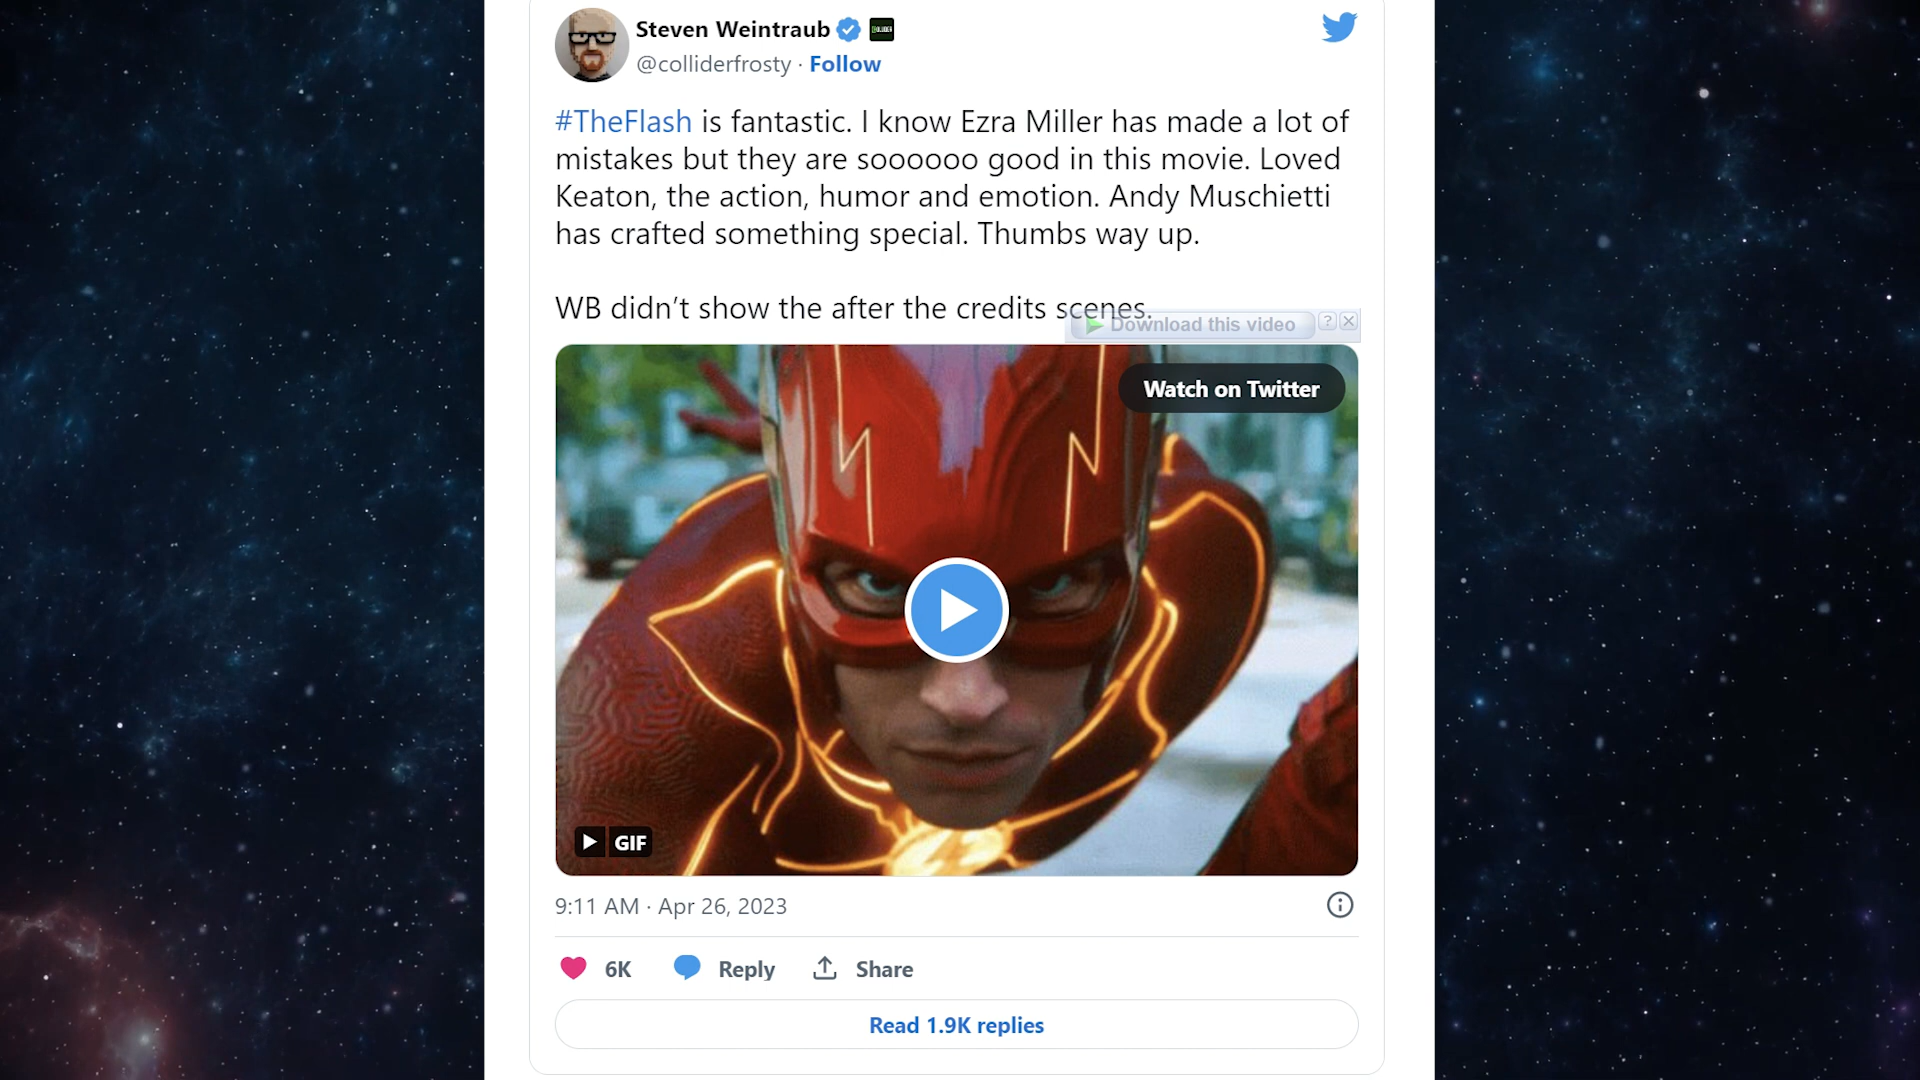 Steven Weintraub
@colliderfrosty · Follow
#TheFlash is fantastic. I know Ezra Miller has made a lot of
mistakes but they are soooooo good in this movie. Loved
Keaton, the action, humor and emotion. Andy Muschietti
has crafted something special. Thumbs way up.
WB didn’t show the after the credits scenes.
Download this video ?
Watch on Twitter
GIF
9:11 AM · Apr 26, 2023
6K Reply Share
Read 1.9K replies